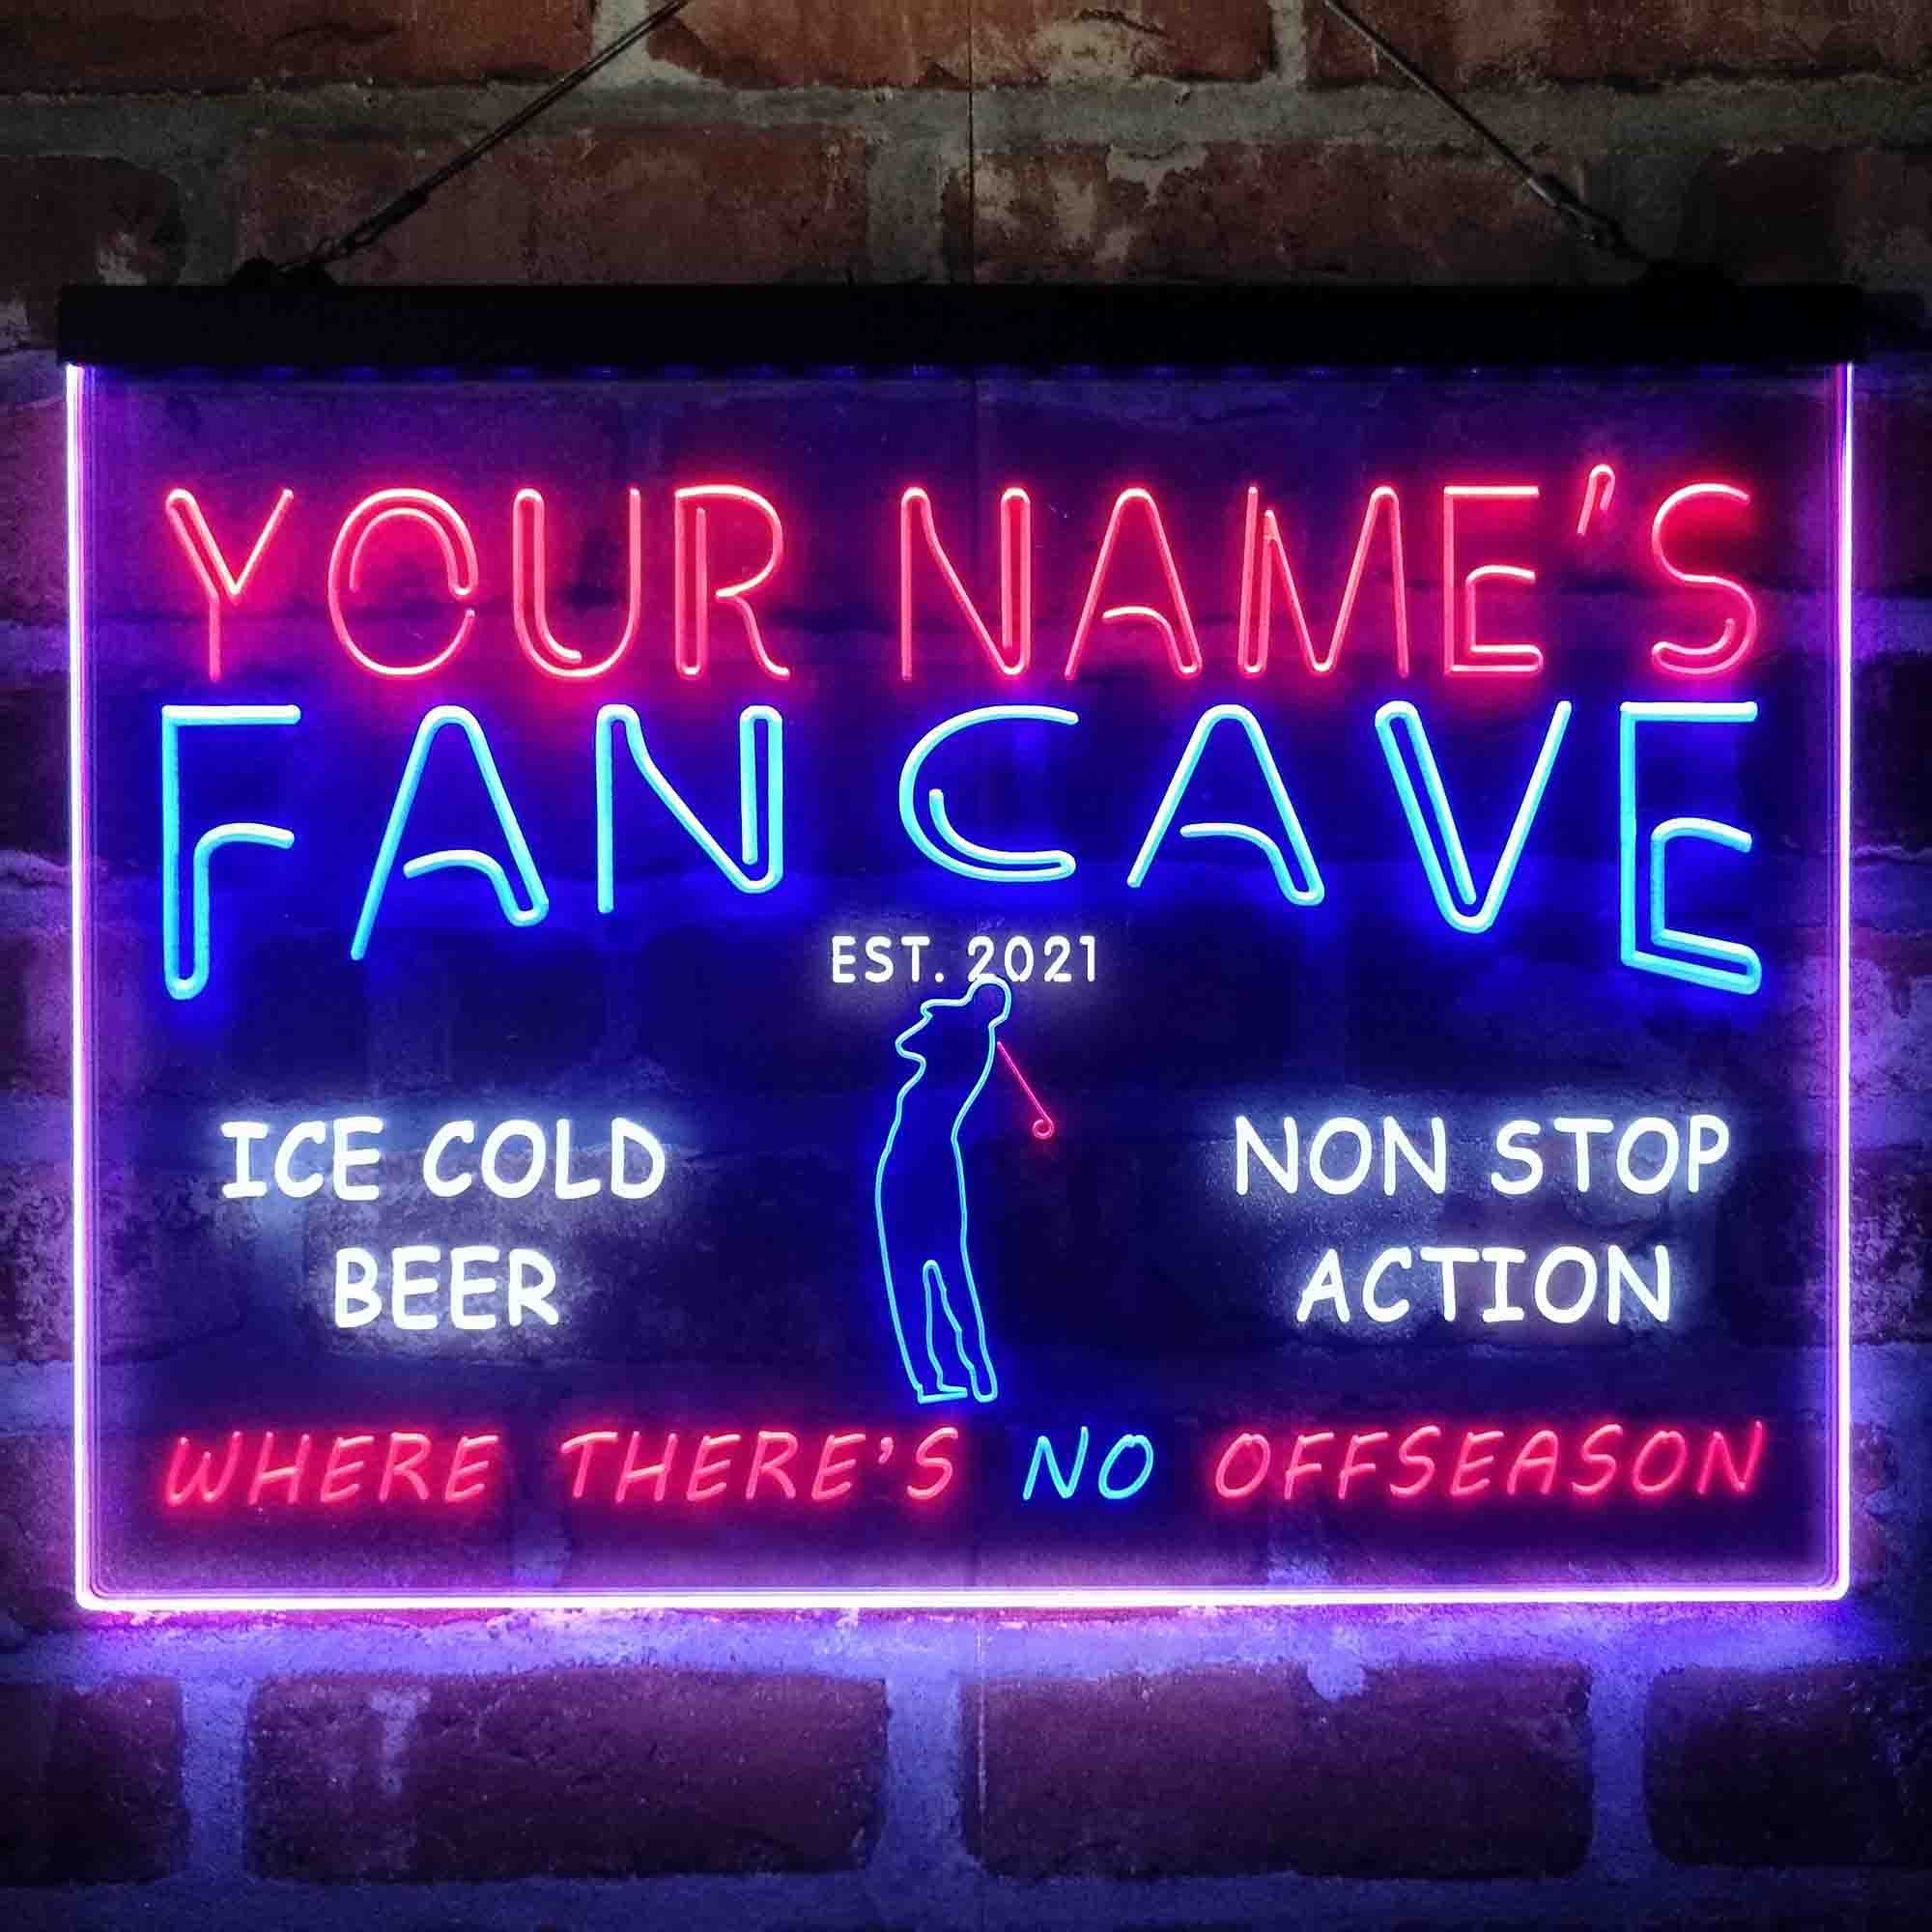 YOUR NAME'S
FAN CAVE
EST. 2021
ICE COLD
BEER
NON STOP
ACTION
WHERE THERE'S NO OFFSEASON